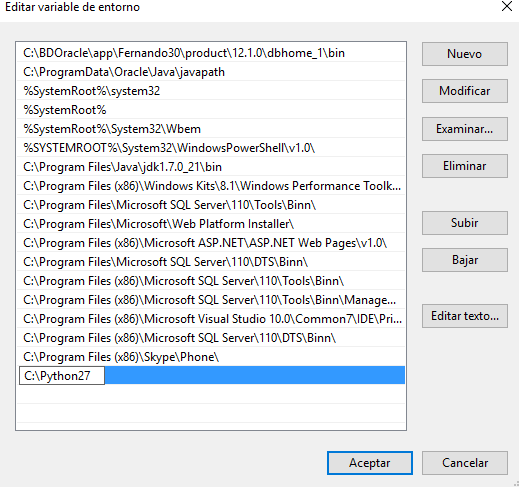 Editar variable de entorno
C:\BDOracle\app\Fernando30\product\12.1.0\dbhome_1\bin
C:\ProgramData\Oracle\Java\javapath
%SystemRoot%\system32
%SystemRoot%
%SystemRoot%\System32\Wbem
%SYSTEMROOT%\System32\WindowsPowerShell\v1.0\
C:\Program Files\Java\jdk1.7.0_21\bin
C:\Program Files (x86)\Windows Kits\8.1\Windows Performance Toolk...
C:\Program Files\Microsoft SQL Server\110\Tools\Binn\
C:\Program Files\Microsoft\Web Platform Installer\
C:\Program Files (x86)\Microsoft ASP.NET\ASP.NET Web Pages\v1.0\
C:\Program Files\Microsoft SQL Server\110\DTS\Binn\
C:\Program Files (x86)\Microsoft SQL Server\110\Tools\Binn\
C:\Program Files (x86)\Microsoft SQL Server\110\Tools\Binn\Manage...
C:\Program Files (x86)\Microsoft Visual Studio 10.0\Common7\IDE\Pri...
C:\Program Files (x86)\Microsoft SQL Server\110\DTS\Binn\
C:\Program Files (x86)\Skype\Phone\
C:\Python27
Nuevo
Modificar
Examinar...
Eliminar
Subir
Bajar
Editar texto...
Aceptar
Cancelar